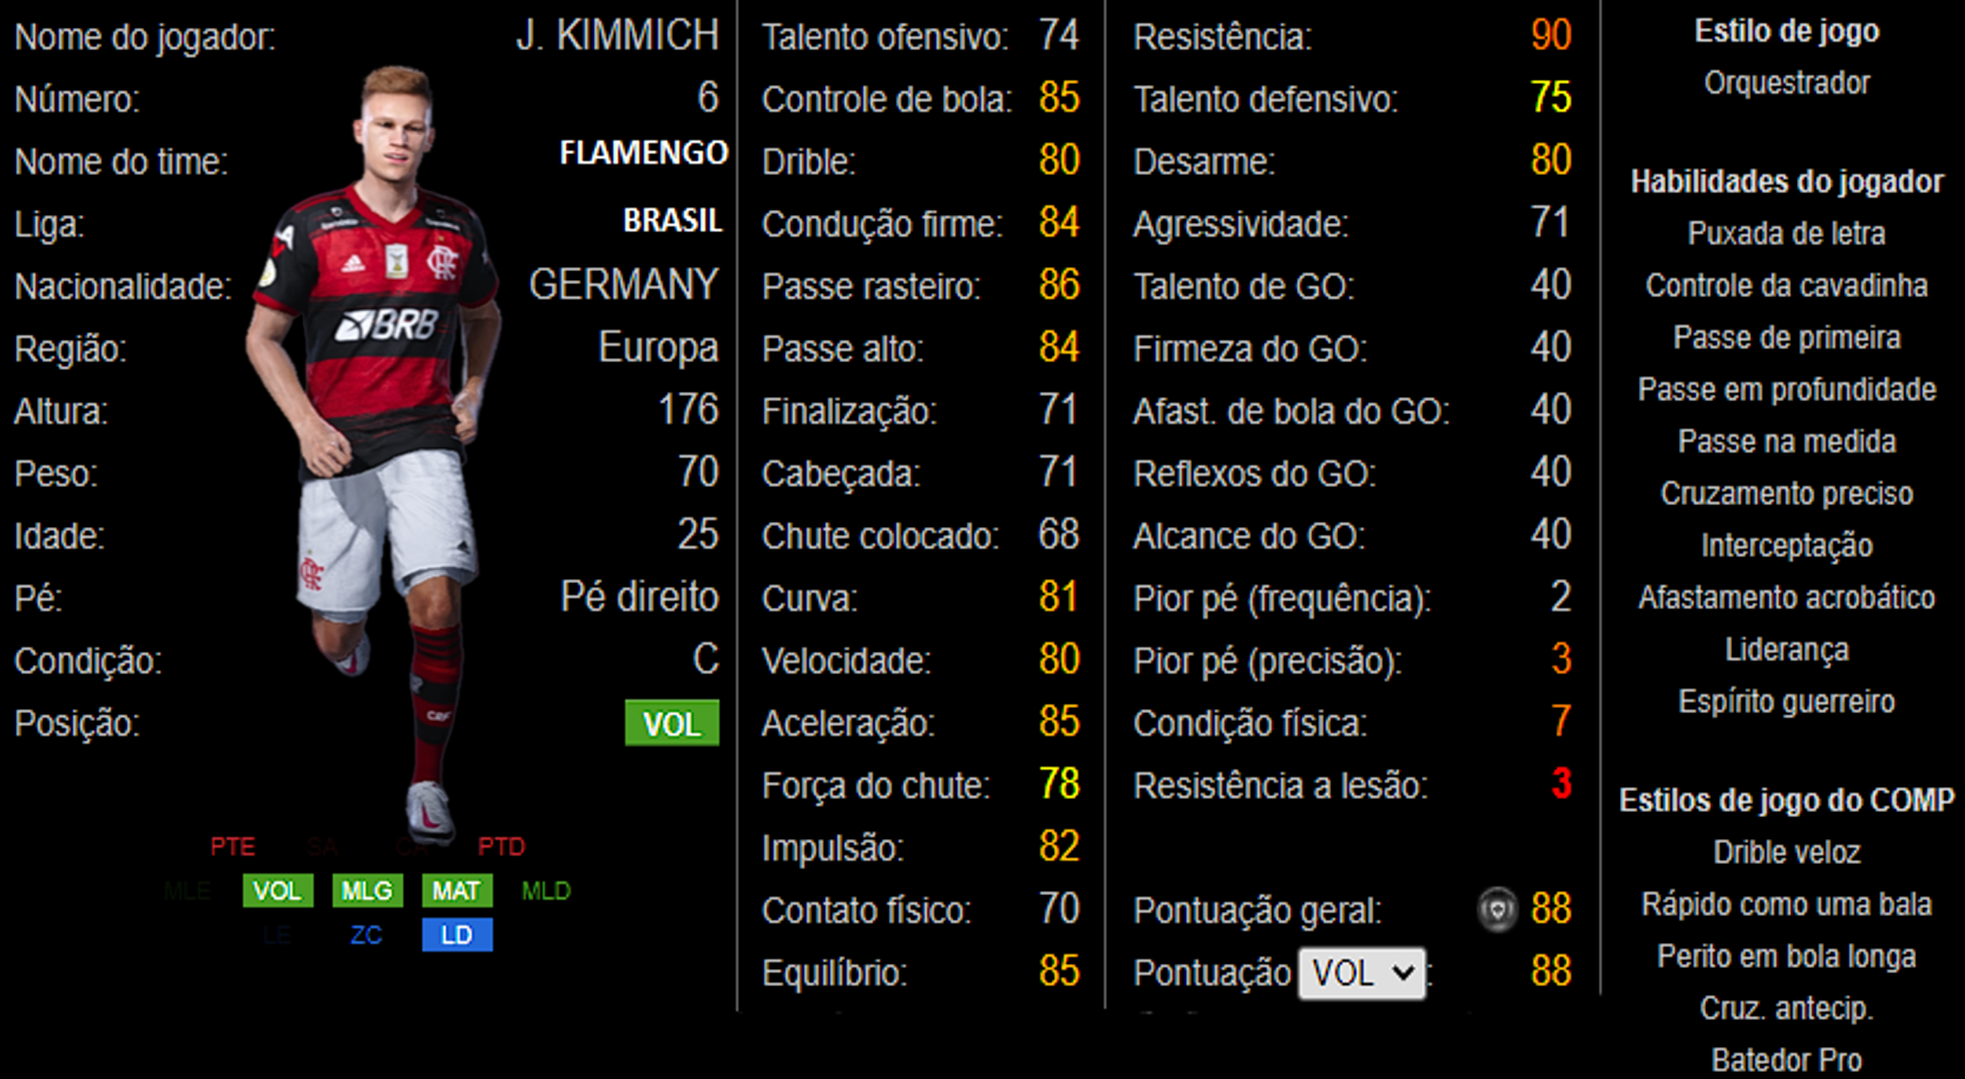 Nome do jogador: J. KIMMICH
Número: 6
Nome do time: FLAMENGO
Liga: BRASIL
Nacionalidade: GERMANY
Região: Europa
Altura: 176
Peso: 70
Idade: 25
Pé: Pé direito
Condição: C
Posição: VOL
BRB
PTE SA CA PTD
MLE VOL MLG MAT MLD
LE ZC LD
Talento ofensivo: 74
Controle de bola: 85
Drible: 80
Condução firme: 84
Passe rasteiro: 86
Passe alto: 84
Finalização: 71
Cabeçada: 71
Chute colocado: 68
Curva: 81
Velocidade: 80
Aceleração: 85
Força do chute: 78
Impulsão: 82
Contato físico: 70
Equilíbrio: 85
Resistência: 90
Talento defensivo: 75
Desarme: 80
Agressividade: 71
Talento de GO: 40
Firmeza do GO: 40
Afast. de bola do GO: 40
Reflexos do GO: 40
Alcance do GO: 40
Pior pé (frequência): 2
Pior pé (precisão): 3
Condição física: 7
Resistência a lesão: 3
Pontuação geral: 88
Pontuação VOL : 88
Estilo de jogo
Orquestrador
Habilidades do jogador
Puxada de letra
Controle da cavadinha
Passe de primeira
Passe em profundidade
Passe na medida
Cruzamento preciso
Interceptação
Afastamento acrobático
Liderança
Espírito guerreiro
Estilos de jogo do COMP
Drible veloz
Rápido como uma bala
Perito em bola longa
Cruz. antecip.
Batedor Pro